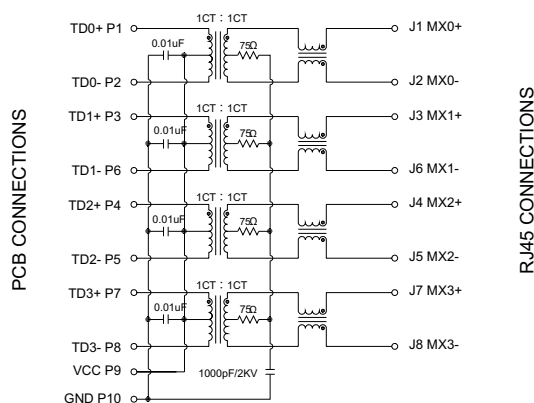 PCB CONNECTIONS
TD0+ P1
1CT : 1CT
J1 MX0+
0.01uF
75Ω
TD0- P2
J2 MX0-
TD1+ P3
1CT : 1CT
J3 MX1+
0.01uF
75Ω
TD1- P6
J6 MX1-
TD2+ P4
1CT : 1CT
J4 MX2+
0.01uF
75Ω
TD2- P5
J5 MX2-
TD3+ P7
1CT : 1CT
J7 MX3+
0.01uF
75Ω
TD3- P8
J8 MX3-
VCC P9
1000pF/2KV
GND P10
RJ45 CONNECTIONS